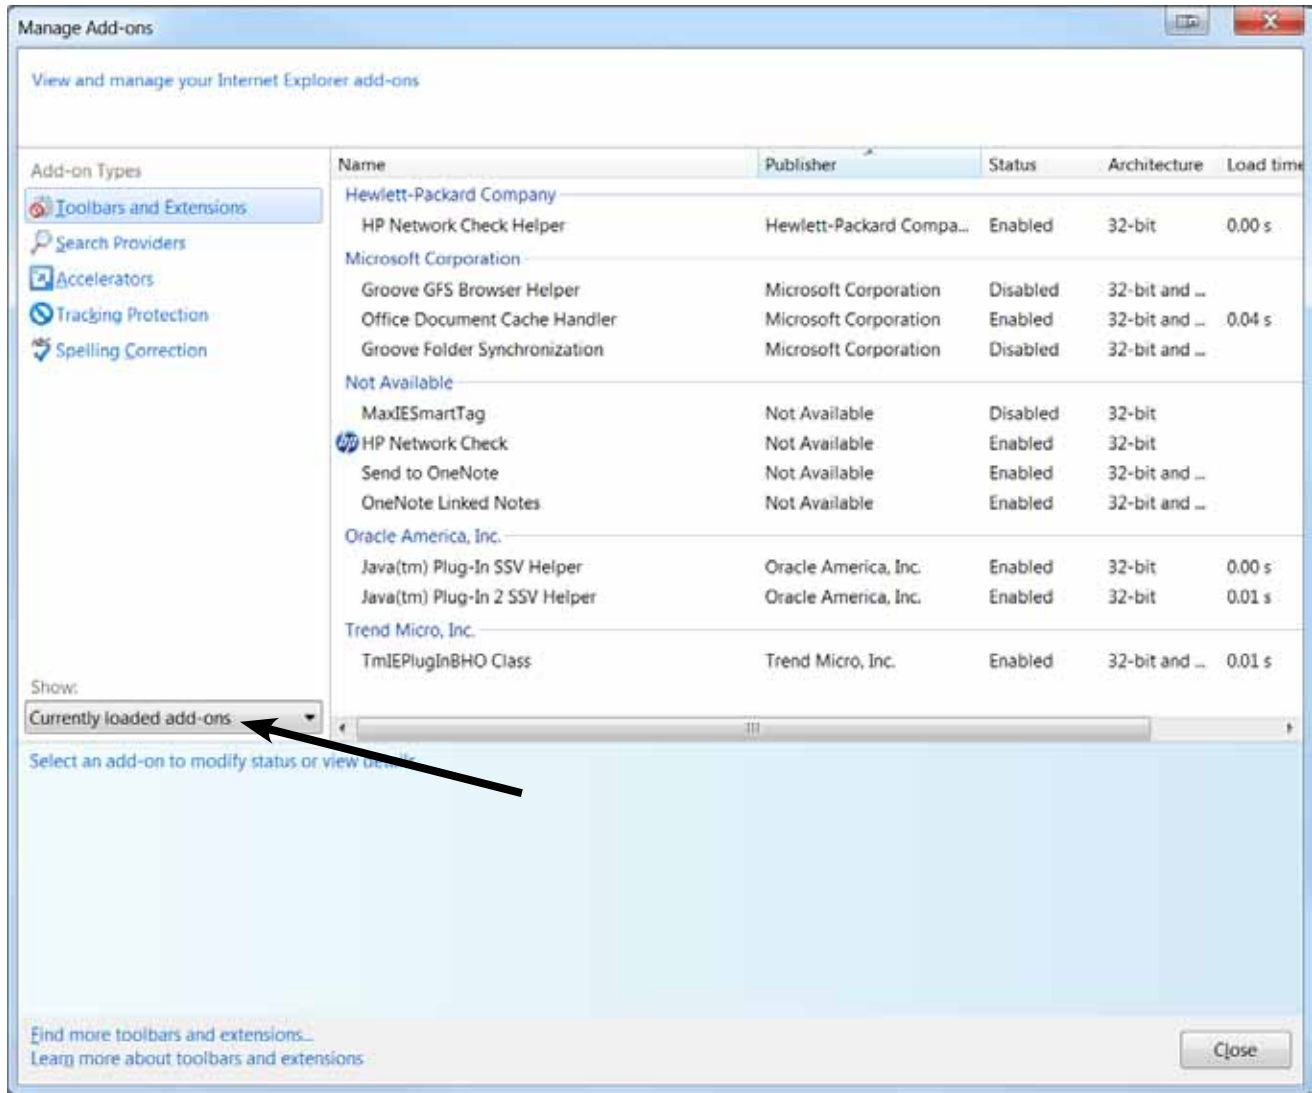 Manage Add-ons
View and manage your Internet Explorer add-ons
Add-on Types
Toolbars and Extensions
Search Providers
Accelerators
Tracking Protection
Spelling Correction
Show:
Currently loaded add-ons
Name Publisher Status Architecture Load time
Hewlett-Packard Company
HP Network Check Helper Hewlett-Packard Compa... Enabled 32-bit 0.00 s
Microsoft Corporation
Groove GFS Browser Helper Microsoft Corporation Disabled 32-bit and ...
Office Document Cache Handler Microsoft Corporation Enabled 32-bit and ... 0.04 s
Groove Folder Synchronization Microsoft Corporation Disabled 32-bit and ...
Not Available
MaxIESmartTag Not Available Disabled 32-bit
hp HP Network Check Not Available Enabled 32-bit
Send to OneNote Not Available Enabled 32-bit and ...
OneNote Linked Notes Not Available Enabled 32-bit and ...
Oracle America, Inc.
Java(tm) Plug-In SSV Helper Oracle America, Inc. Enabled 32-bit 0.00 s
Java(tm) Plug-In 2 SSV Helper Oracle America, Inc. Enabled 32-bit 0.01 s
Trend Micro, Inc.
TmIEPlugInBHO Class Trend Micro, Inc. Enabled 32-bit and ... 0.01 s
Select an add-on to modify status or view details
Find more toolbars and extensions...
Learn more about toolbars and extensions
Close